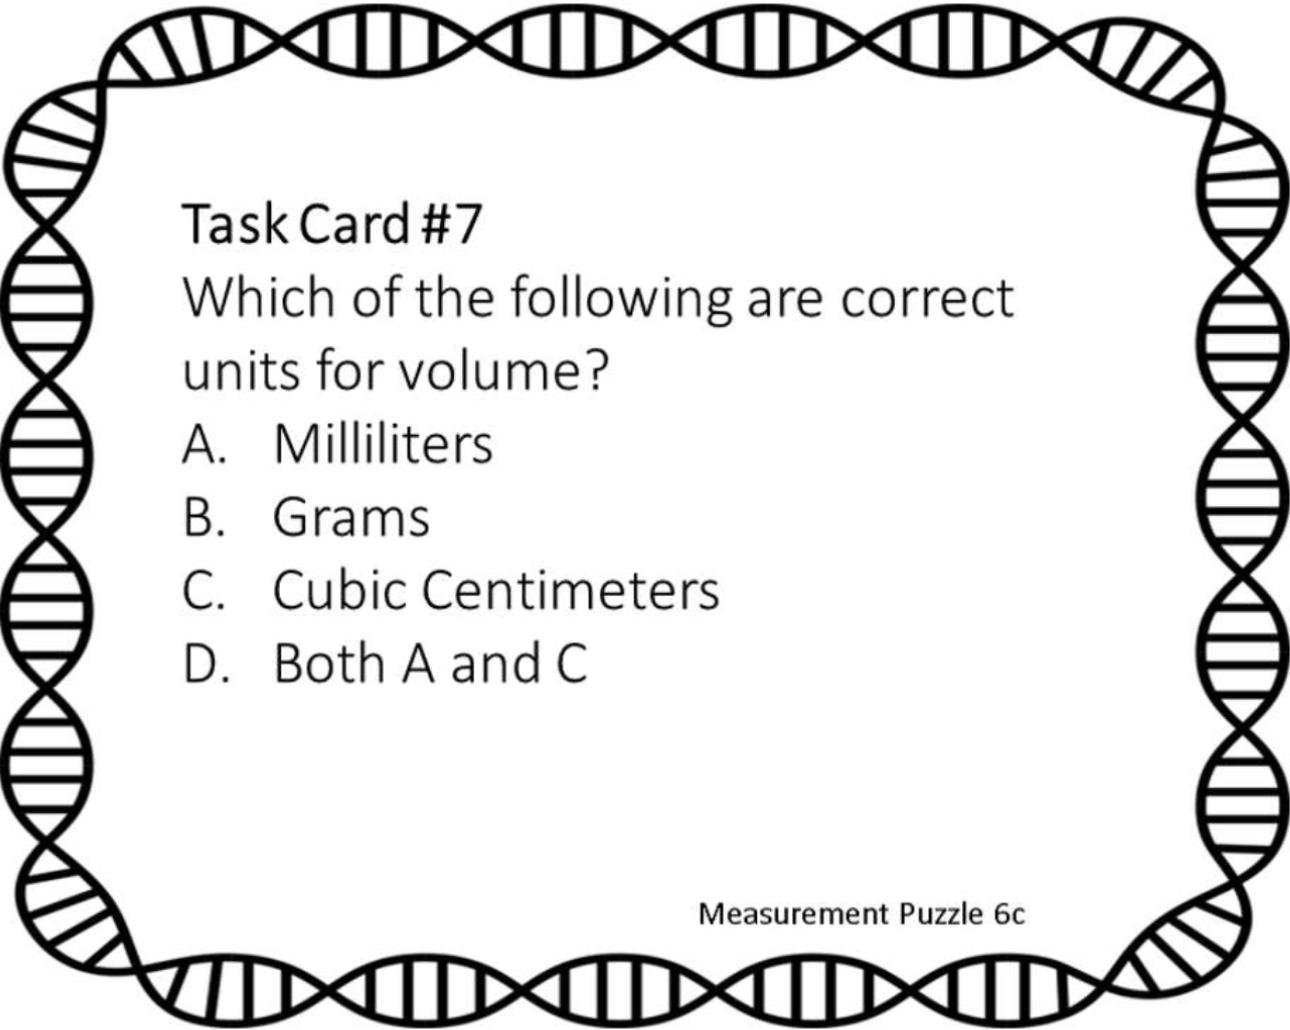 Task Card #7
Which of the following are correct
units for volume?
A. Milliliters
B. Grams
C. Cubic Centimeters
D. Both A and C
Measurement Puzzle 6c